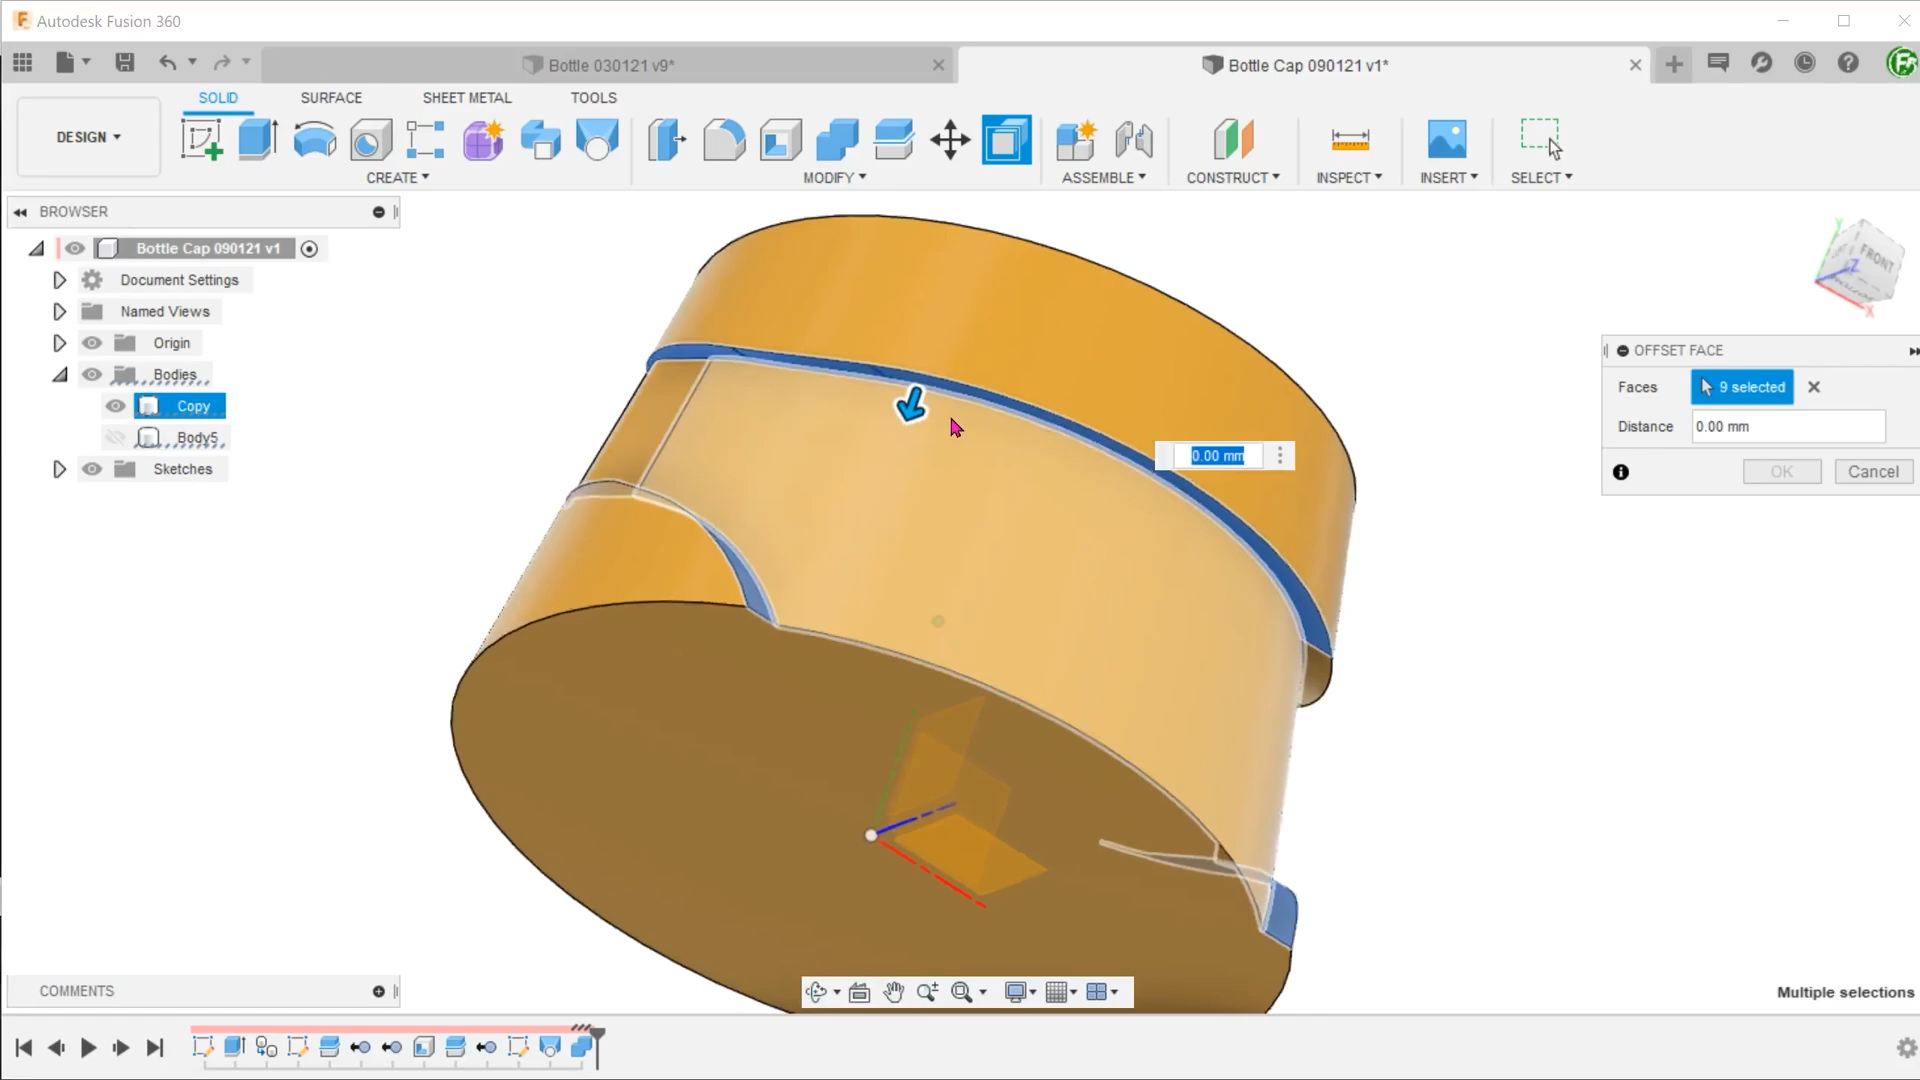 Autodesk Fusion 360
Bottle 030121 v9*
Bottle Cap 090121 v1*
SOLID SURFACE SHEET METAL TOOLS
DESIGN
CREATE MODIFY ASSEMBLE CONSTRUCT INSPECT INSERT SELECT
BROWSER
Bottle Cap 090121 v1
Document Settings
Named Views
Origin
Bodies
Copy
Body5
Sketches
FRONT
Z
Y
X
OFFSET FACE
Faces 9 selected
Distance 0.00 mm
OK Cancel
0.00 mm
COMMENTS
Multiple selections